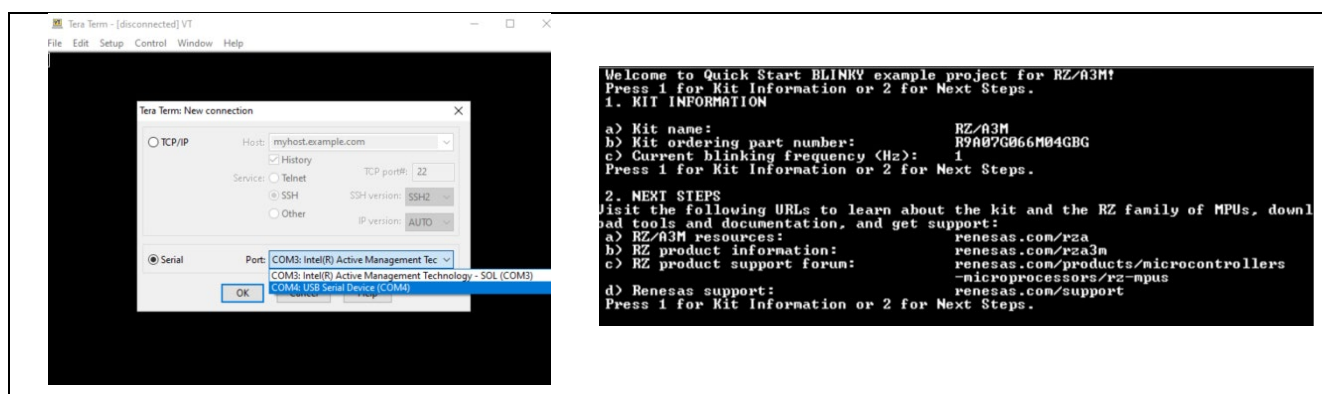 Tera Term - [disconnected] VT
File Edit Setup Control Window Help
Tera Term: New connection
TCP/IP
Host: myhost.example.com
History
Service: Telnet
TCP port#: 22
SSH
SSH version: SSH2
Other
IP version: AUTO
Serial
Port: COM3: Intel(R) Active Management Tec
COM3: Intel(R) Active Management Technology - SOL (COM3)
COM4: USB Serial Device (COM4)
OK
Welcome to Quick Start BLINKY example project for RZ/A3M!
Press 1 for Kit Information or 2 for Next Steps.
1. KIT INFORMATION
a) Kit name: RZ/A3M
b) Kit ordering part number: R9A07G066M04GBG
c) Current blinking frequency (Hz): 1
Press 1 for Kit Information or 2 for Next Steps.
2. NEXT STEPS
Visit the following URLs to learn about the kit and the RZ family of MPUs, downl
oad tools and documentation, and get support:
a) RZ/A3M resources: renesas.com/rza
b) RZ product information: renesas.com/rza3m
c) RZ product support forum: renesas.com/products/microcontrollers
-microprocessors/rz-mpus
d) Renesas support: renesas.com/support
Press 1 for Kit Information or 2 for Next Steps.